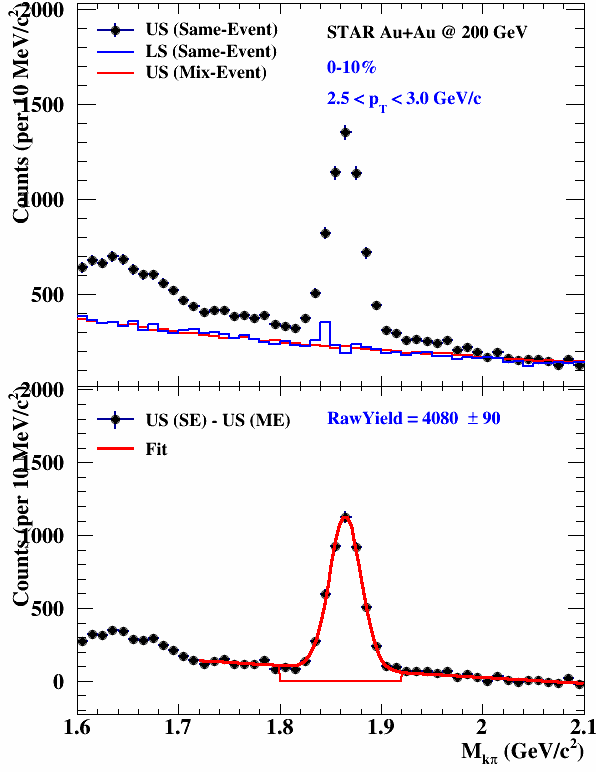 2000
1500
1000
500
Counts (per 10 MeV/c²)
US (Same-Event)
LS (Same-Event)
US (Mix-Event)
STAR Au+Au @ 200 GeV
0-10%
2.5 < p_T < 3.0 GeV/c
2000
1500
1000
500
0
Counts (per 10 MeV/c²)
US (SE) - US (ME)
Fit
RawYield = 4080 ± 90
1.6 1.7 1.8 1.9 2 2.1
M_kπ (GeV/c²)